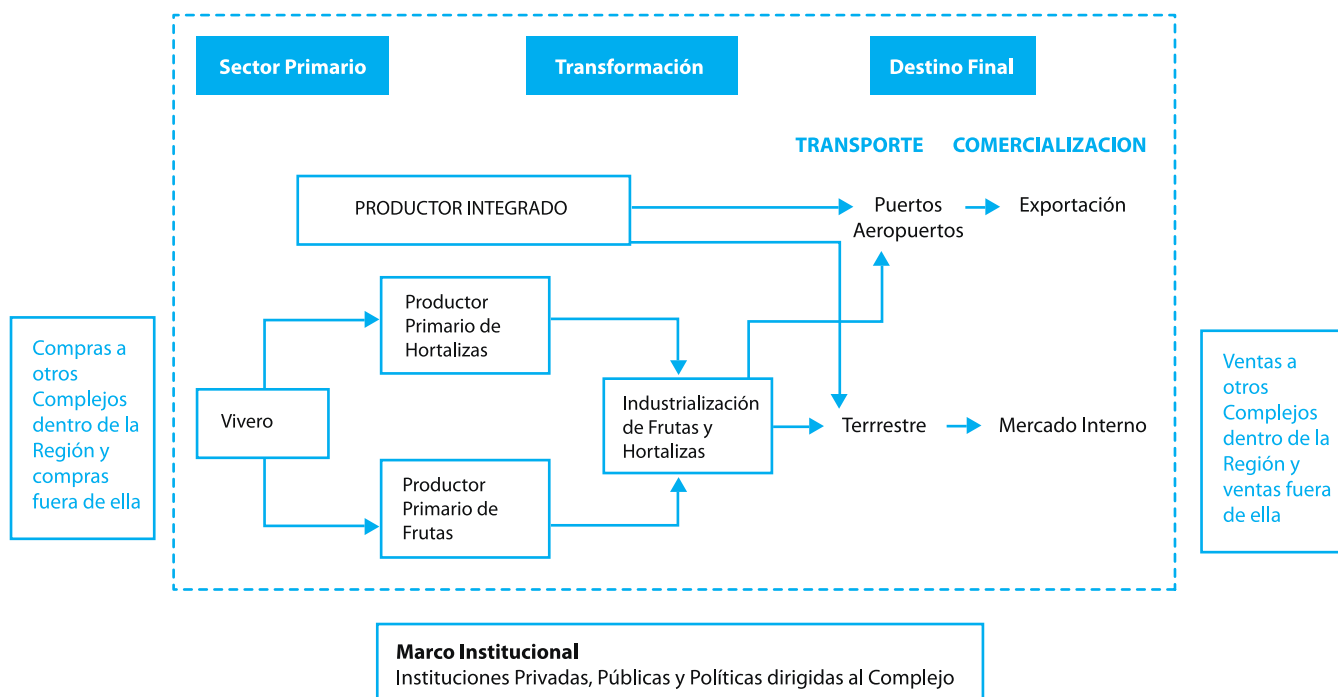 Sector Primario
Transformación
Destino Final
TRANSPORTE
COMERCIALIZACION
PRODUCTOR INTEGRADO
Puertos
Aeropuertos
Exportación
Productor
Primario de
Hortalizas
Compras a
otros
Complejos
dentro de la
Región y
compras
fuera de ella
Vivero
Industrialización
de Frutas y
Hortalizas
Terrrestre
Mercado Interno
Ventas a
otros
Complejos
dentro de la
Región y
ventas fuera
de ella
Productor
Primario de
Frutas
Marco Institucional
Instituciones Privadas, Públicas y Políticas dirigidas al Complejo